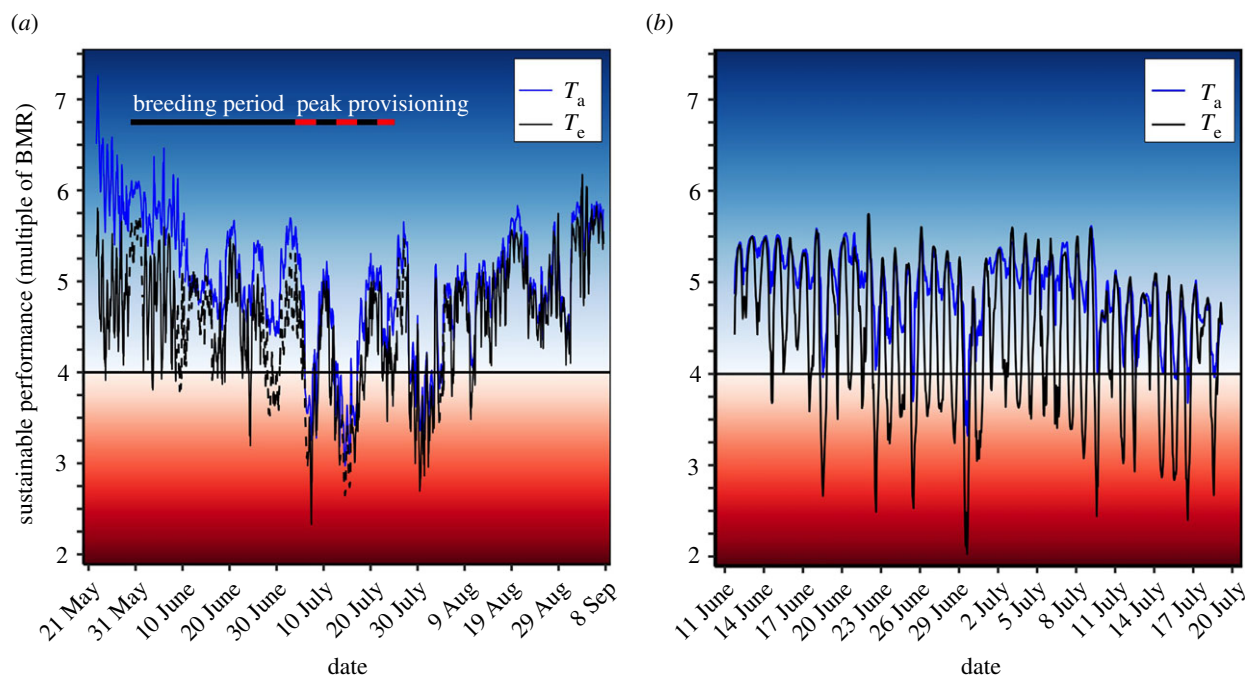 (a)
(b)
sustainable performance (multiple of BMR)
7
6
5
4
3
2
breeding period peak provisioning
Ta
Te
21 May
31 May
10 June
20 June
30 June
10 July
20 July
30 July
9 Aug
19 Aug
29 Aug
8 Sep
date
7
6
5
4
3
2
Ta
Te
11 June
14 June
17 June
20 June
23 June
26 June
29 June
2 July
5 July
8 July
11 July
14 July
17 July
20 July
date